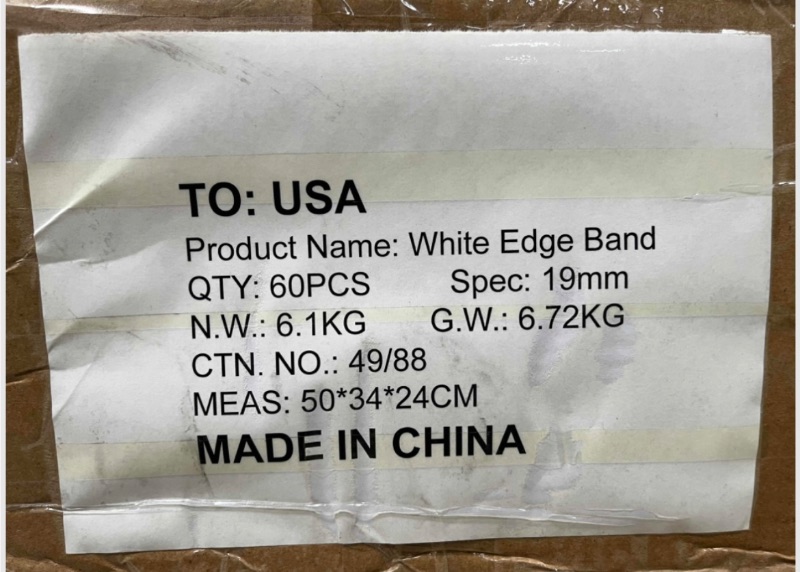 TO: USA
Product Name: White Edge Band
QTY: 60PCS Spec: 19mm
N.W.: 6.1KG G.W.: 6.72KG
CTN. NO.: 49/88
MEAS: 50*34*24CM
MADE IN CHINA